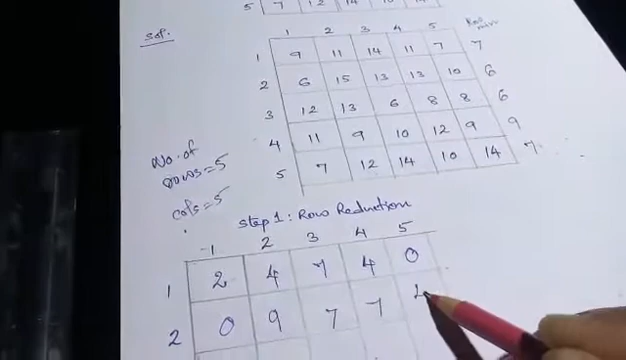 5 7 12 14 10 14
Sol:
1 2 3 4 5 Row min
1 9 11 14 11 7 7
2 6 15 13 13 10 6
3 12 13 6 8 8 6
4 11 9 10 12 9 9
5 7 12 14 10 14 7
No. of
rows=5
cols=5
Step 1: Row Reduction
1 2 3 4 5
1 2 4 7 4 0
2 0 9 7 7 4